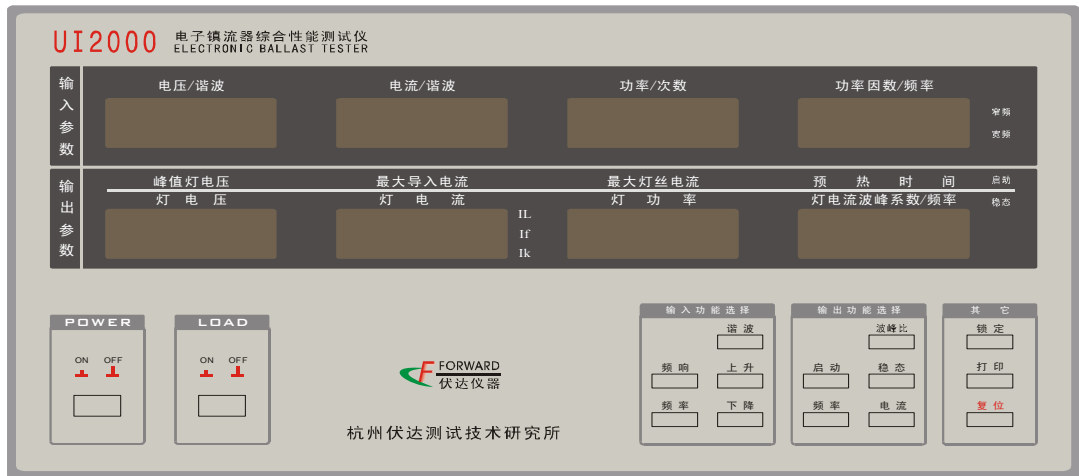 UI2000 电子镇流器综合性能测试仪
ELECTRONIC BALLAST TESTER
输入参数
电压/谐波 电流/谐波 功率/次数 功率因数/频率
窄频
宽频
输出参数
峰值灯电压 最大导入电流 最大灯丝电流 预热时间 启动
灯电压 灯电流 灯功率 灯电流波峰系数/频率 稳态
IL
If
Ik
POWER
ON OFF
LOAD
ON OFF
FORWARD
伏达仪器
杭州伏达测试技术研究所
输入功能选择
谐波
频响 上升
频率 下降
输出功能选择
波峰比
启动 稳态
频率 电流
其它
锁定
打印
复位